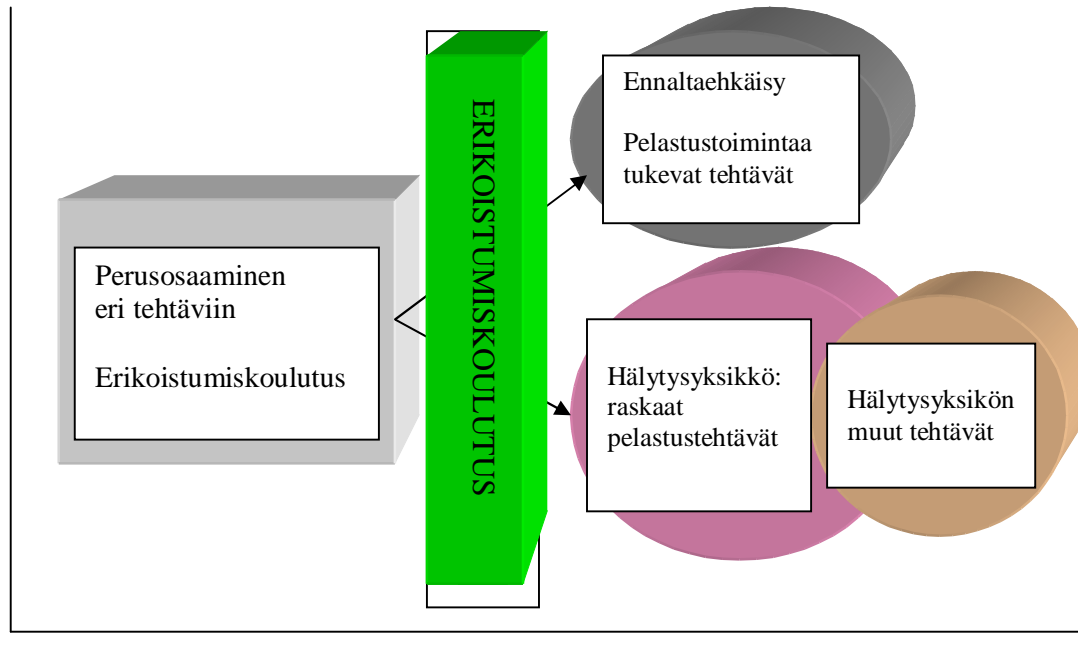 Perusosaaminen
eri tehtäviin
Erikoistumiskoulutus
ERIKOISTUMISKOULUTUS
Ennaltaehkäisy
Pelastustoimintaa
tukevat tehtävät
Hälytysyksikkö:
raskaat
pelastustehtävät
Hälytysyksikön
muut tehtävät